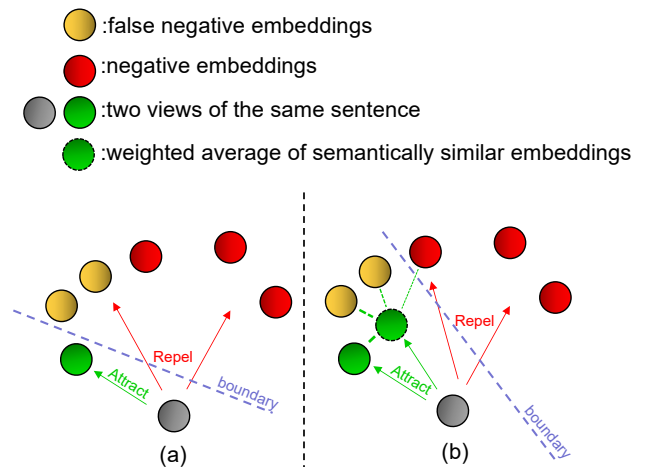 :false negative embeddings
:negative embeddings
:two views of the same sentence
:weighted average of semantically similar embeddings
Repel
Attract
boundary
(a)
Repel
Attract
boundary
(b)